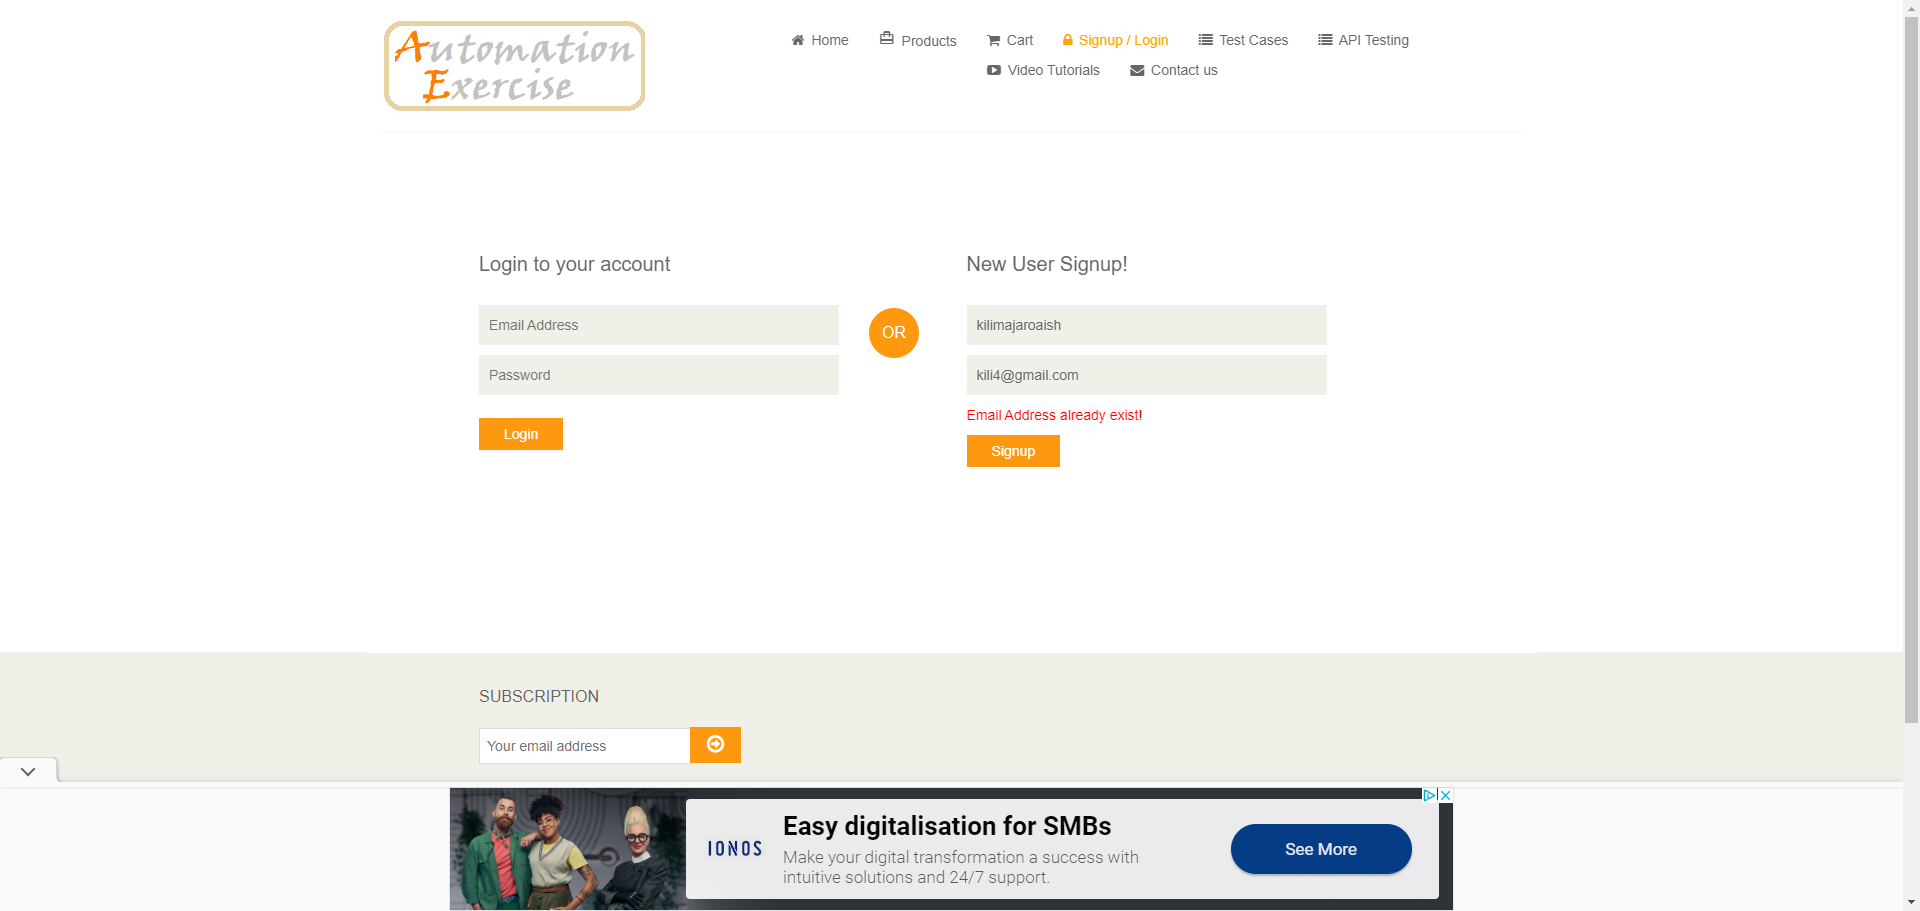 Automation
Exercise
Home
Products
Cart
Signup / Login
Test Cases
API Testing
Video Tutorials
Contact us
Login to your account
Email Address
Password
Login
OR
New User Signup!
kilimajaroaish
kili4@gmail.com
Email Address already exist!
Signup
SUBSCRIPTION
Your email address
IONOS
Easy digitalisation for SMBs
Make your digital transformation a success with
intuitive solutions and 24/7 support.
See More